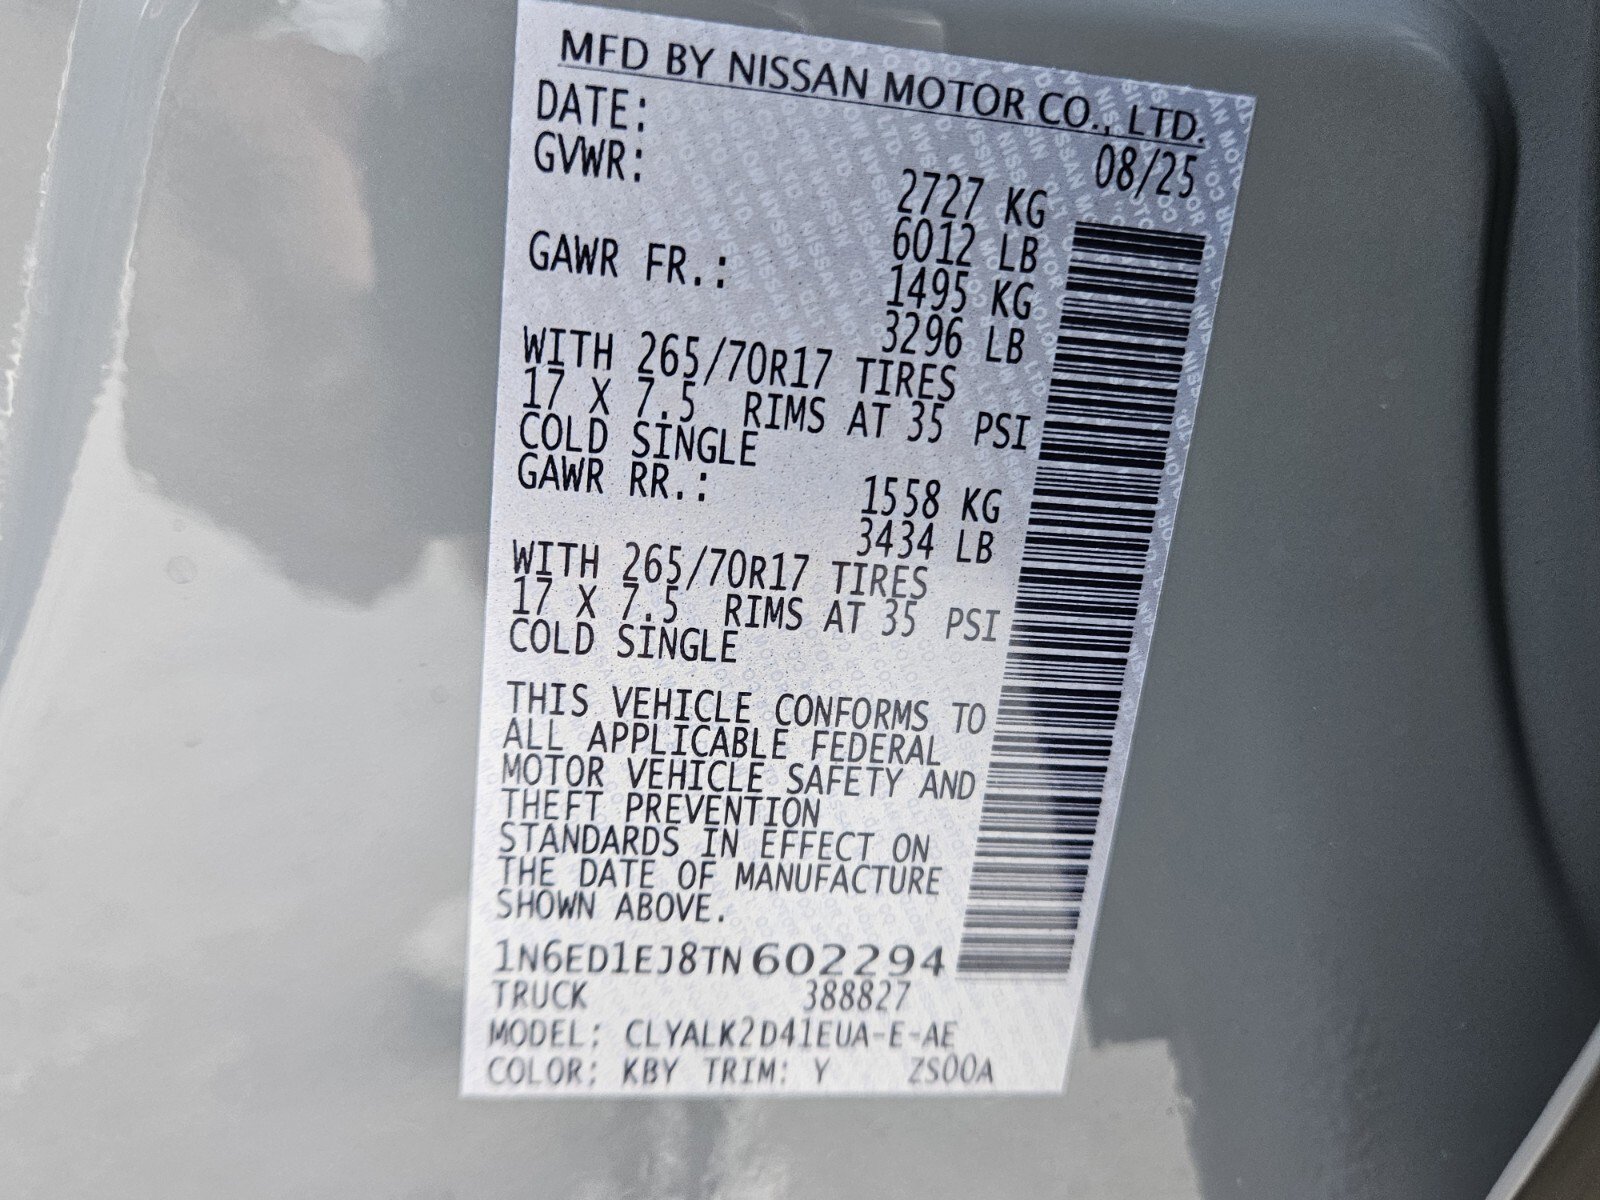 MFD BY NISSAN MOTOR CO., LTD.
DATE: 08/25
GVWR: 2727 KG
6012 LB
GAWR FR.: 1495 KG
3296 LB
WITH 265/70R17 TIRES
17 X 7.5 RIMS AT 35 PSI
COLD SINGLE
GAWR RR.: 1558 KG
3434 LB
WITH 265/70R17 TIRES
17 X 7.5 RIMS AT 35 PSI
COLD SINGLE
THIS VEHICLE CONFORMS TO
ALL APPLICABLE FEDERAL
MOTOR VEHICLE SAFETY AND
THEFT PREVENTION
STANDARDS IN EFFECT ON
THE DATE OF MANUFACTURE
SHOWN ABOVE.
1N6ED1EJ8TN602294
TRUCK 388827
MODEL: CLYALK2D41EUA-E-AE
COLOR: KBY TRIM: Y ZS00A